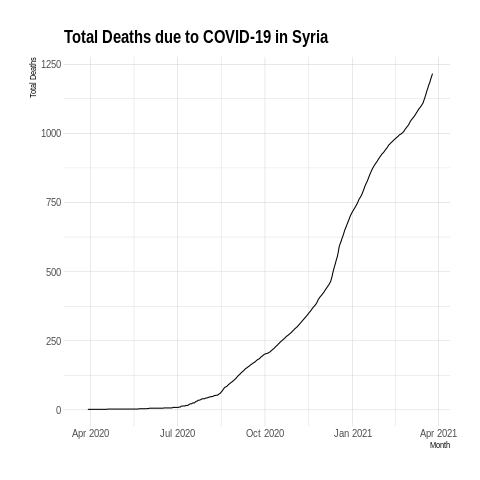 Total Deaths due to COVID-19 in Syria
Total Deaths
1250
1000
750
500
250
0
Apr 2020
Jul 2020
Oct 2020
Jan 2021
Apr 2021
Month